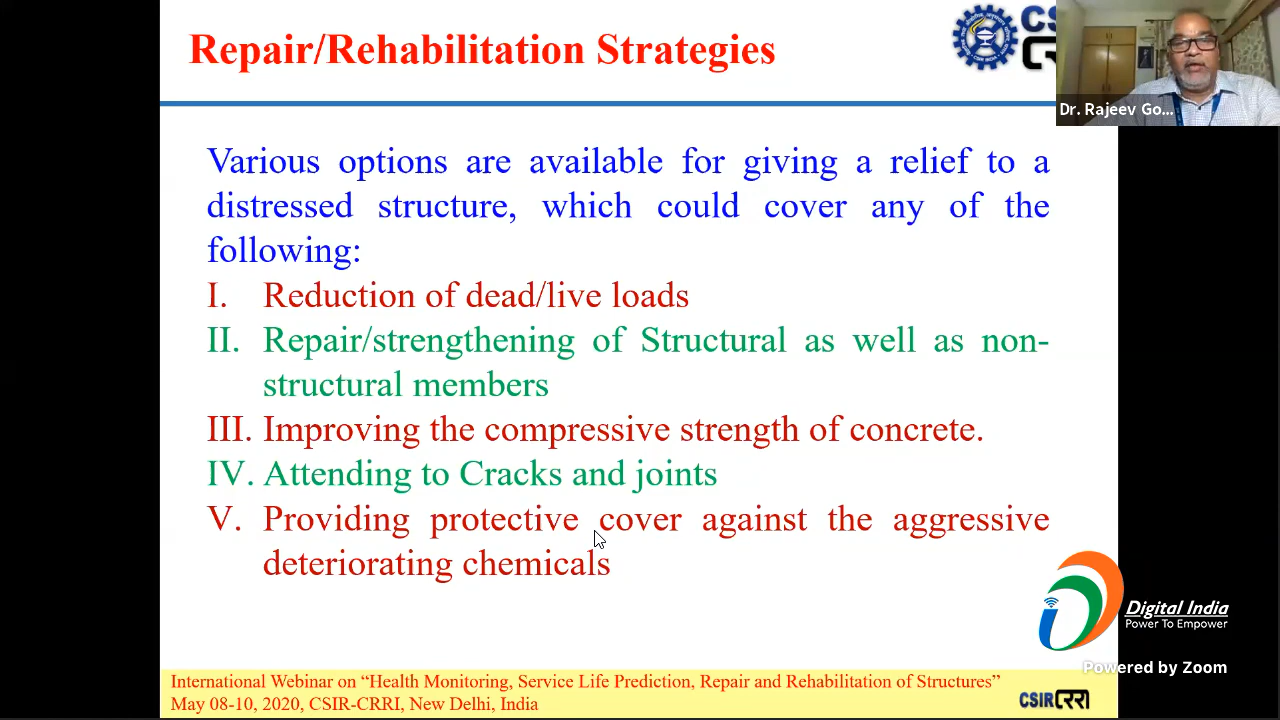 Repair/Rehabilitation Strategies
CS
CR
Dr. Rajeev Go...
Various options are available for giving a relief to a
distressed structure, which could cover any of the
following:
I. Reduction of dead/live loads
II. Repair/strengthening of Structural as well as non-
structural members
III. Improving the compressive strength of concrete.
IV. Attending to Cracks and joints
V. Providing protective cover against the aggressive
deteriorating chemicals
Digital India
Power To Empower
Powered by Zoom
International Webinar on “Health Monitoring, Service Life Prediction, Repair and Rehabilitation of Structures”
May 08-10, 2020, CSIR-CRRI, New Delhi, India
CSIR CRRI